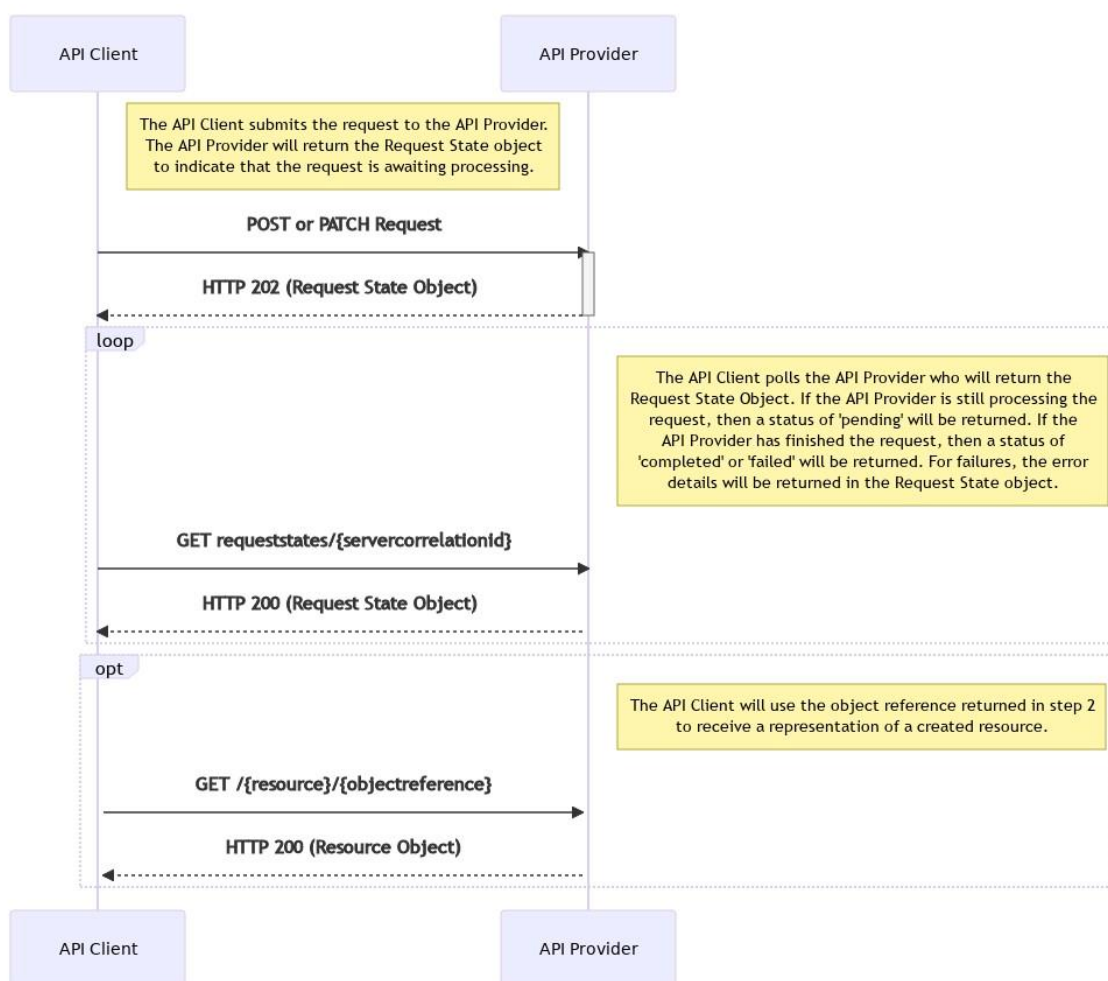 API Client
API Provider
The API Client submits the request to the API Provider.
The API Provider will return the Request State object
to indicate that the request is awaiting processing.
POST or PATCH Request
HTTP 202 (Request State Object)
loop
The API Client polls the API Provider who will return the
Request State Object. If the API Provider is still processing the
request, then a status of 'pending' will be returned. If the
API Provider has finished the request, then a status of
'completed' or 'failed' will be returned. For failures, the error
details will be returned in the Request State object.
GET requeststates/{servercorrelationid}
HTTP 200 (Request State Object)
opt
The API Client will use the object reference returned in step 2
to receive a representation of a created resource.
GET /{resource}/{objectreference}
HTTP 200 (Resource Object)
API Client
API Provider